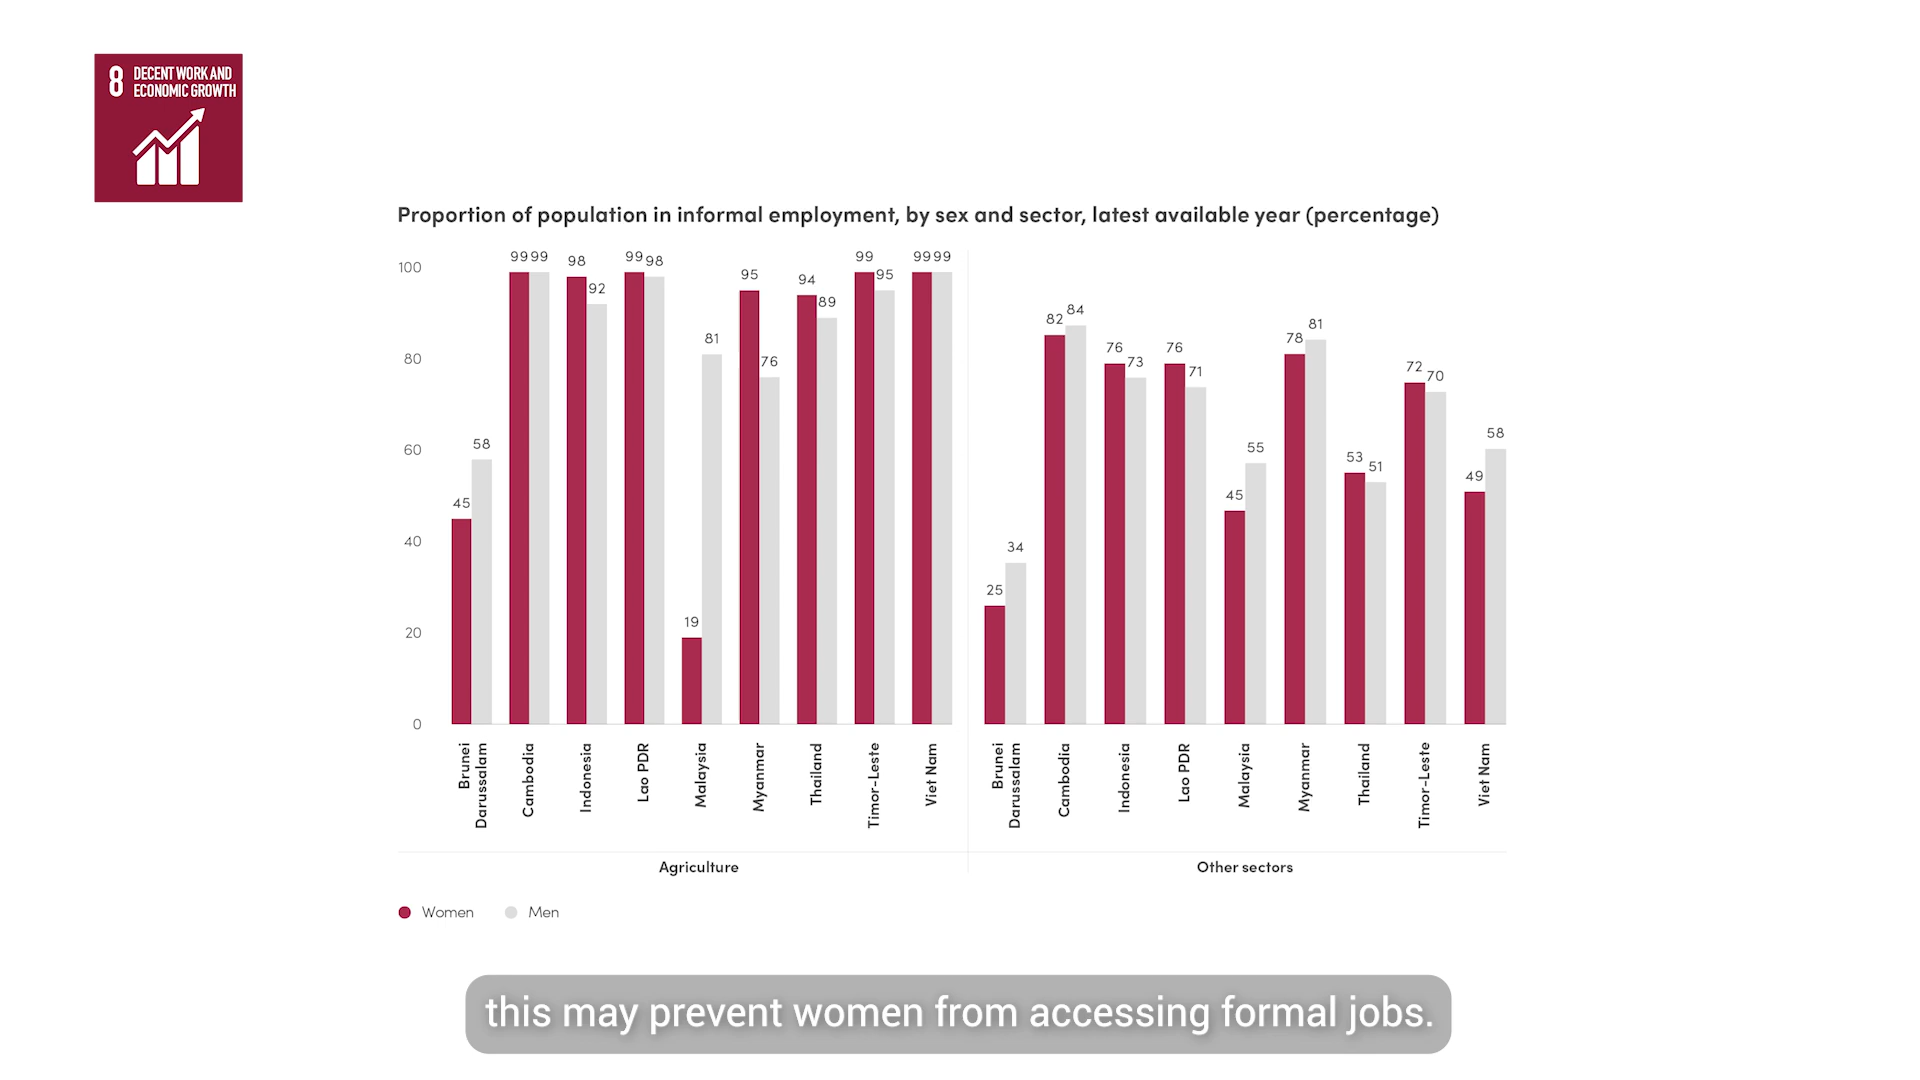 8 DECENT WORK AND
ECONOMIC GROWTH
Proportion of population in informal employment, by sex and sector, latest available year (percentage)
100
80
60
40
20
0
45 58
99 99
98 92
99 98
19 81
95 76
94 89
99 95
99 99
25 34
82 84
76 73
76 71
45 55
78 81
53 51
72 70
49 58
Brunei
Darussalam
Cambodia
Indonesia
Lao PDR
Malaysia
Myanmar
Thailand
Timor-Leste
Viet Nam
Brunei
Darussalam
Cambodia
Indonesia
Lao PDR
Malaysia
Myanmar
Thailand
Timor-Leste
Viet Nam
Agriculture
Other sectors
Women
Men
this may prevent women from accessing formal jobs.